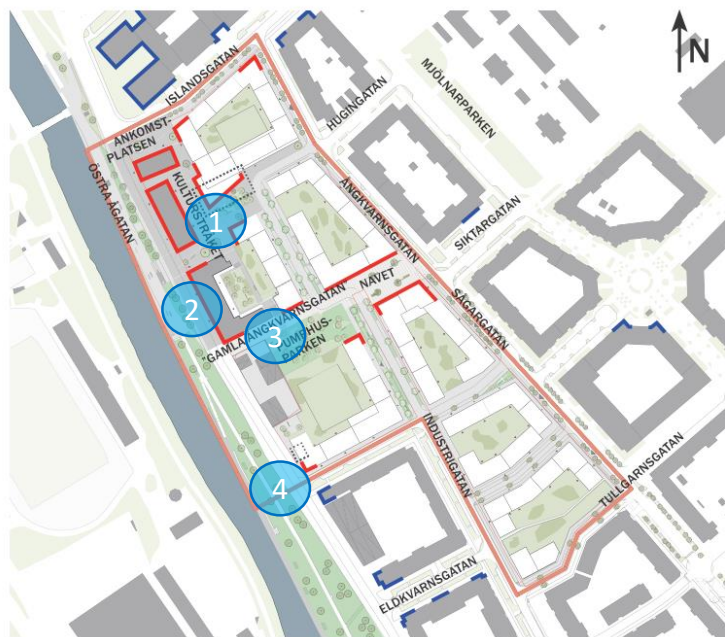 N
ISLANDSGATAN
HUGINGATAN
MJÖLNARPARKEN
ANKOMST-
PLATSEN
ÖSTRA ÅGATAN
KULTURSTRÅKET
1
ÅNGKVARNSGATAN
SIKTARGATAN
2
3
NAVET
SÅGARGATAN
"GAMLA ÅNGKVARNSGATAN
PUMPHUS-
PARKEN
INDUSTRIGATAN
TULLGARNSGATAN
4
ELDKVARNSGATAN